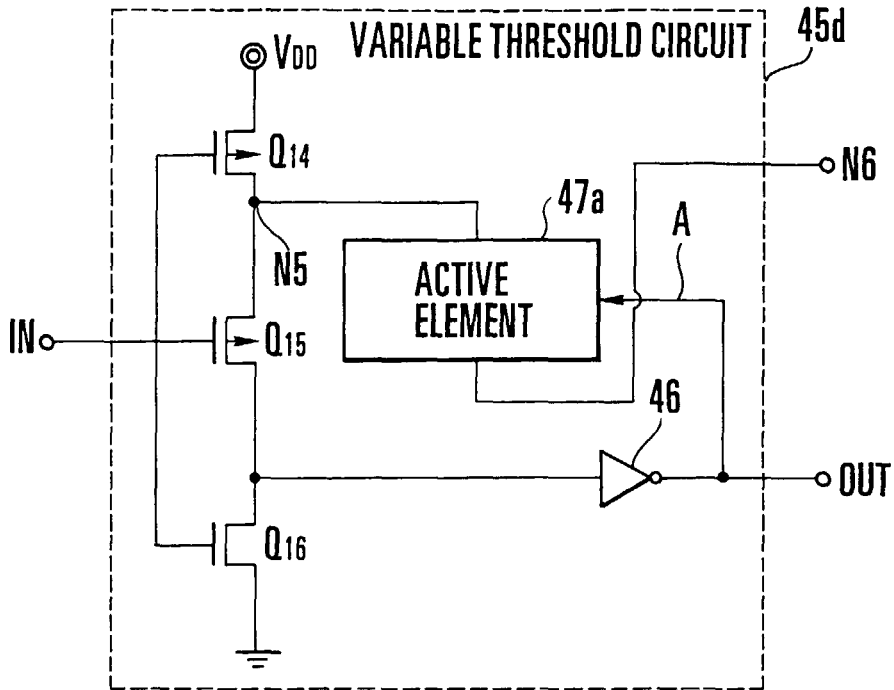 VARIABLE THRESHOLD CIRCUIT
45d
VDD
Q14
N6
47a
A
N5
ACTIVE
ELEMENT
IN
Q15
46
OUT
Q16